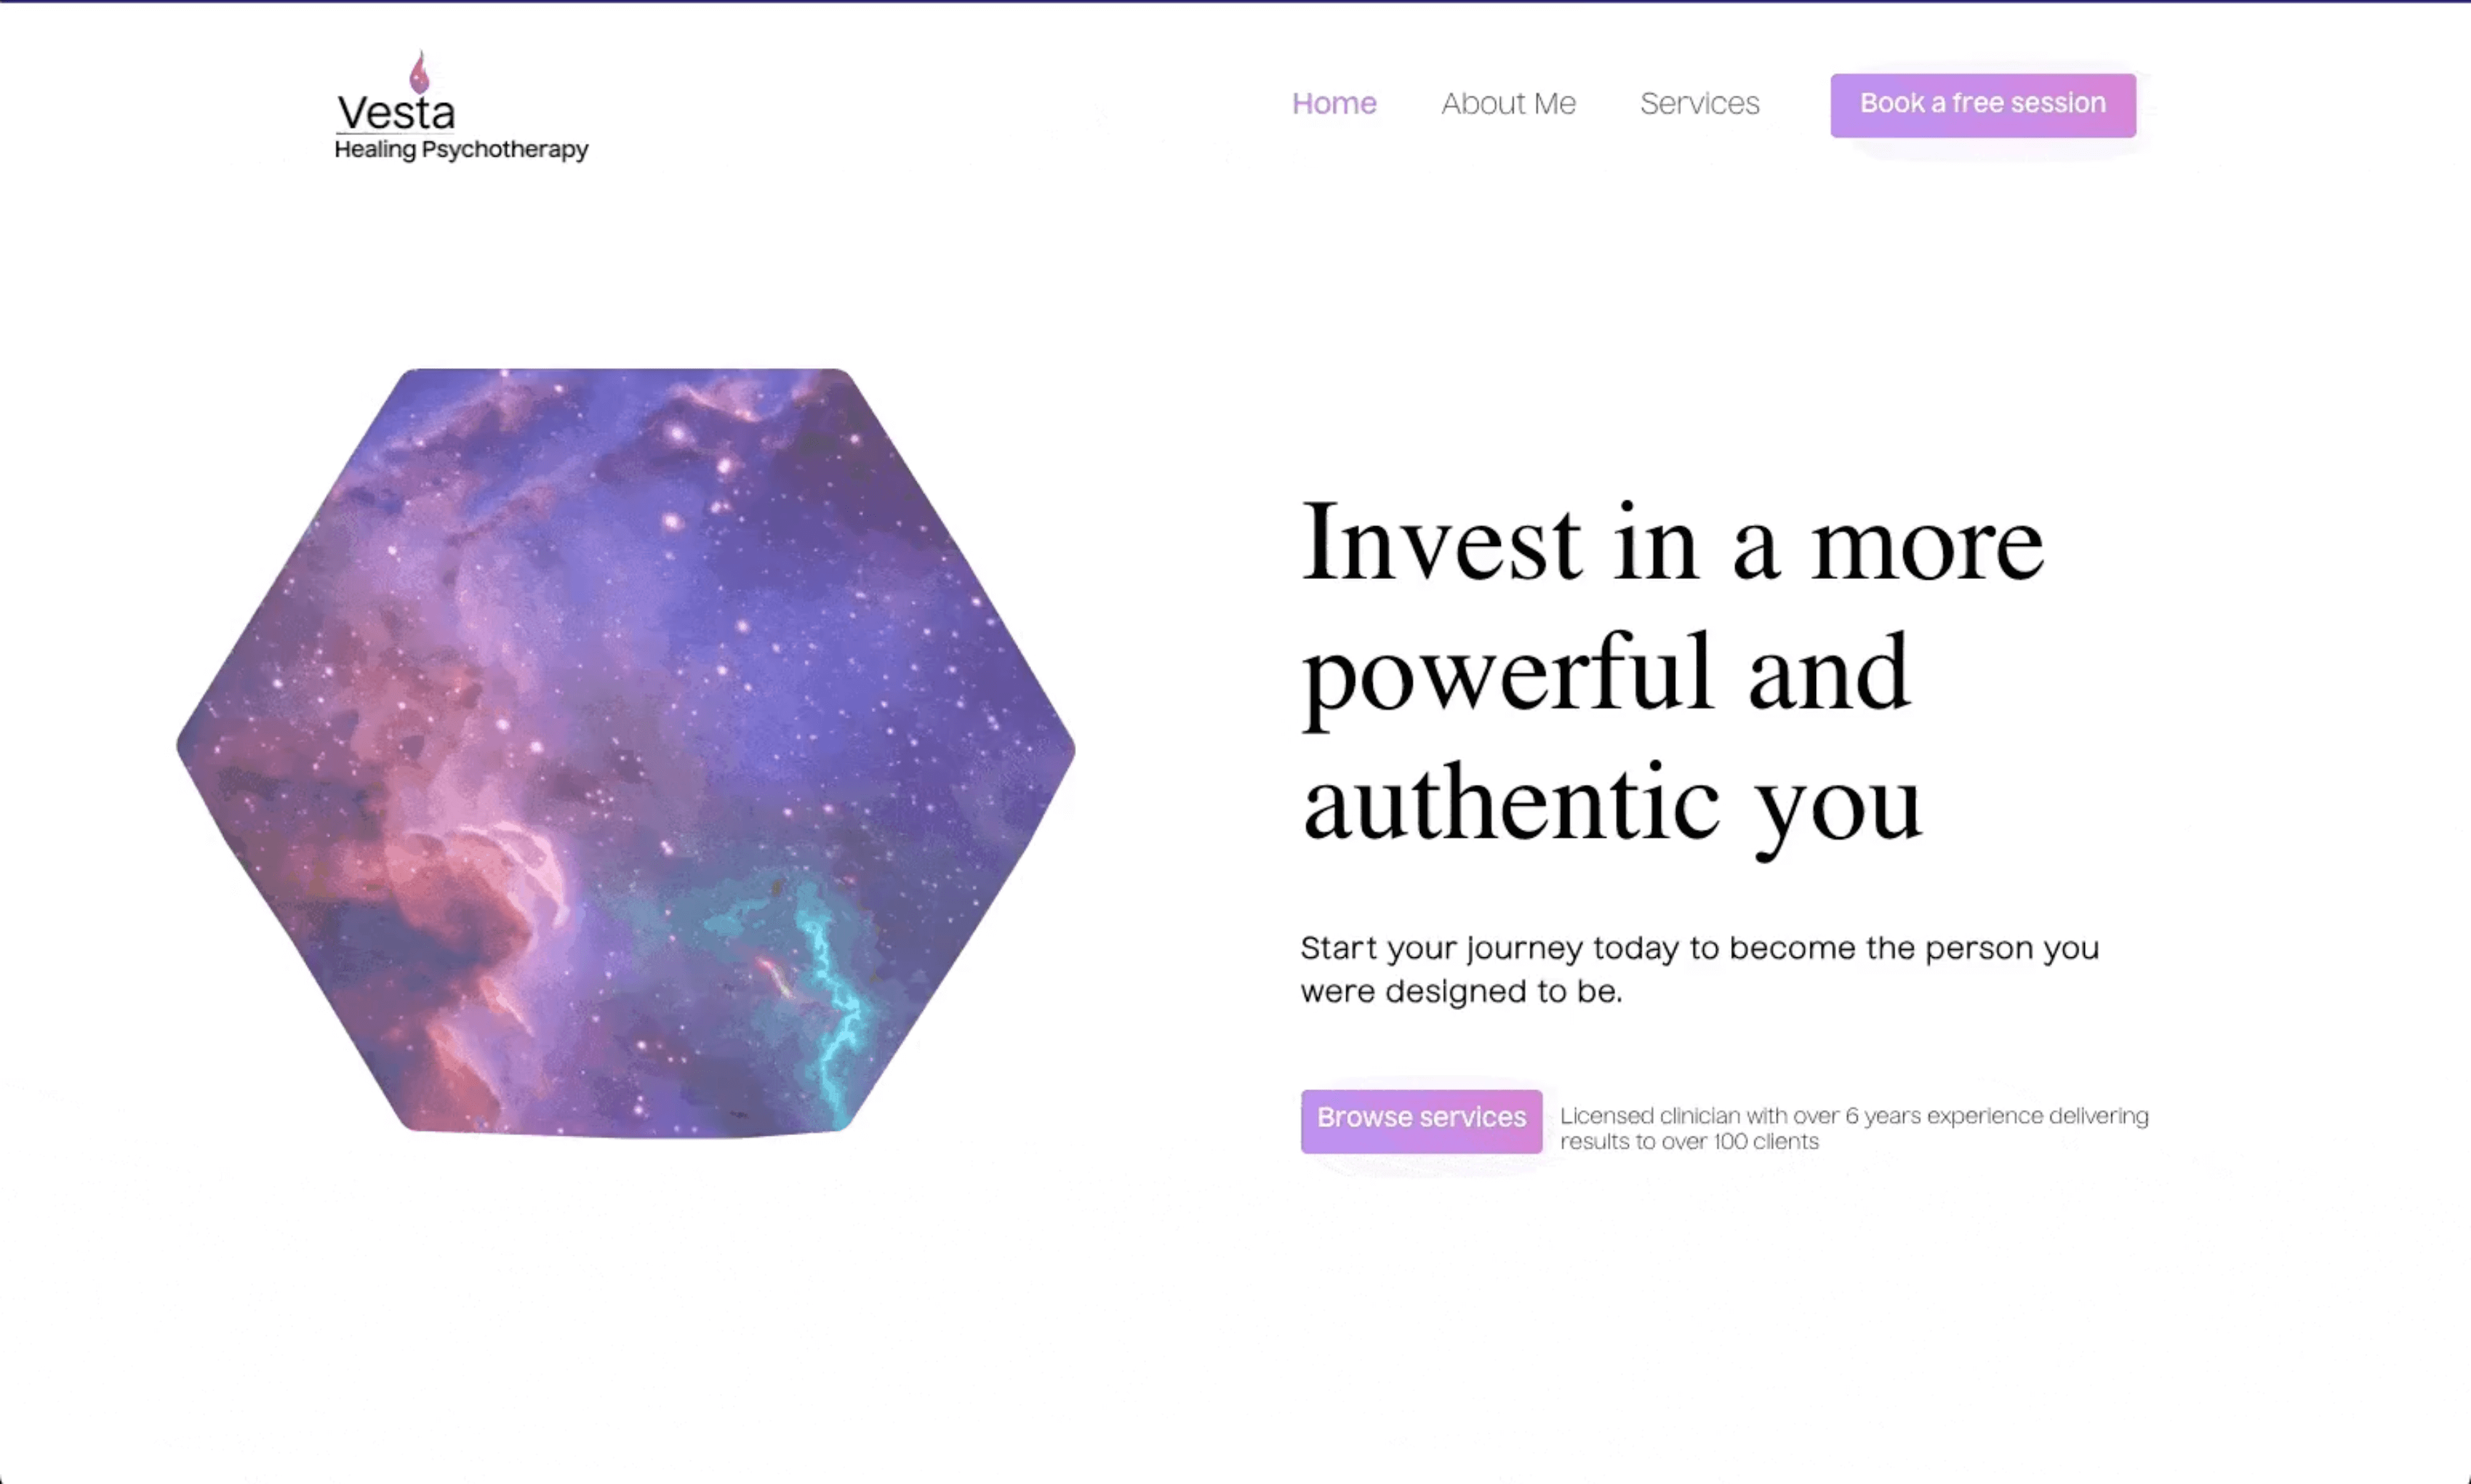 Vesta
Healing Psychotherapy
Home
About Me
Services
Book a free session
Invest in a more
powerful and
authentic you
Start your journey today to become the person you
were designed to be.
Browse services
Licensed clinician with over 6 years experience delivering
results to over 100 clients